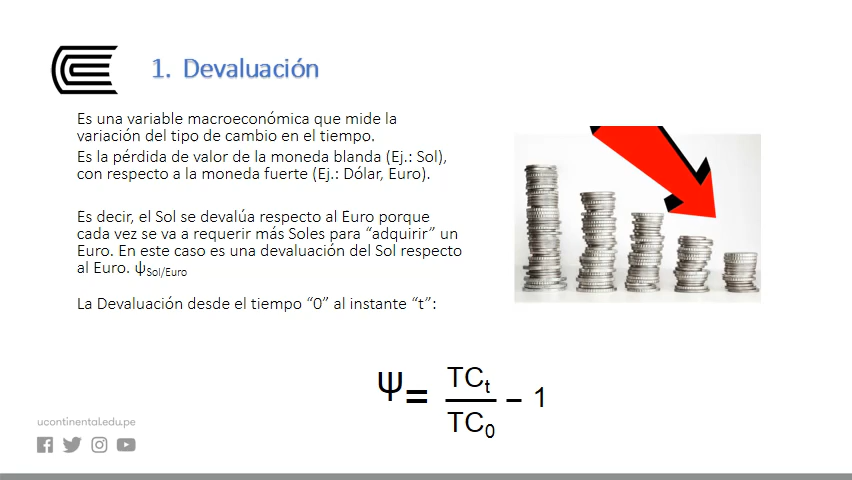 1. Devaluación
Es una variable macroeconómica que mide la
variación del tipo de cambio en el tiempo.
Es la pérdida de valor de la moneda blanda (Ej.: Sol),
con respecto a la moneda fuerte (Ej.: Dólar, Euro).
Es decir, el Sol se devalúa respecto al Euro porque
cada vez se va a requerir más Soles para “adquirir” un
Euro. En este caso es una devaluación del Sol respecto
al Euro. ψSol/Euro
La Devaluación desde el tiempo “0” al instante “t”:
ψ = TCt / TC0 – 1
ucontinental.edu.pe